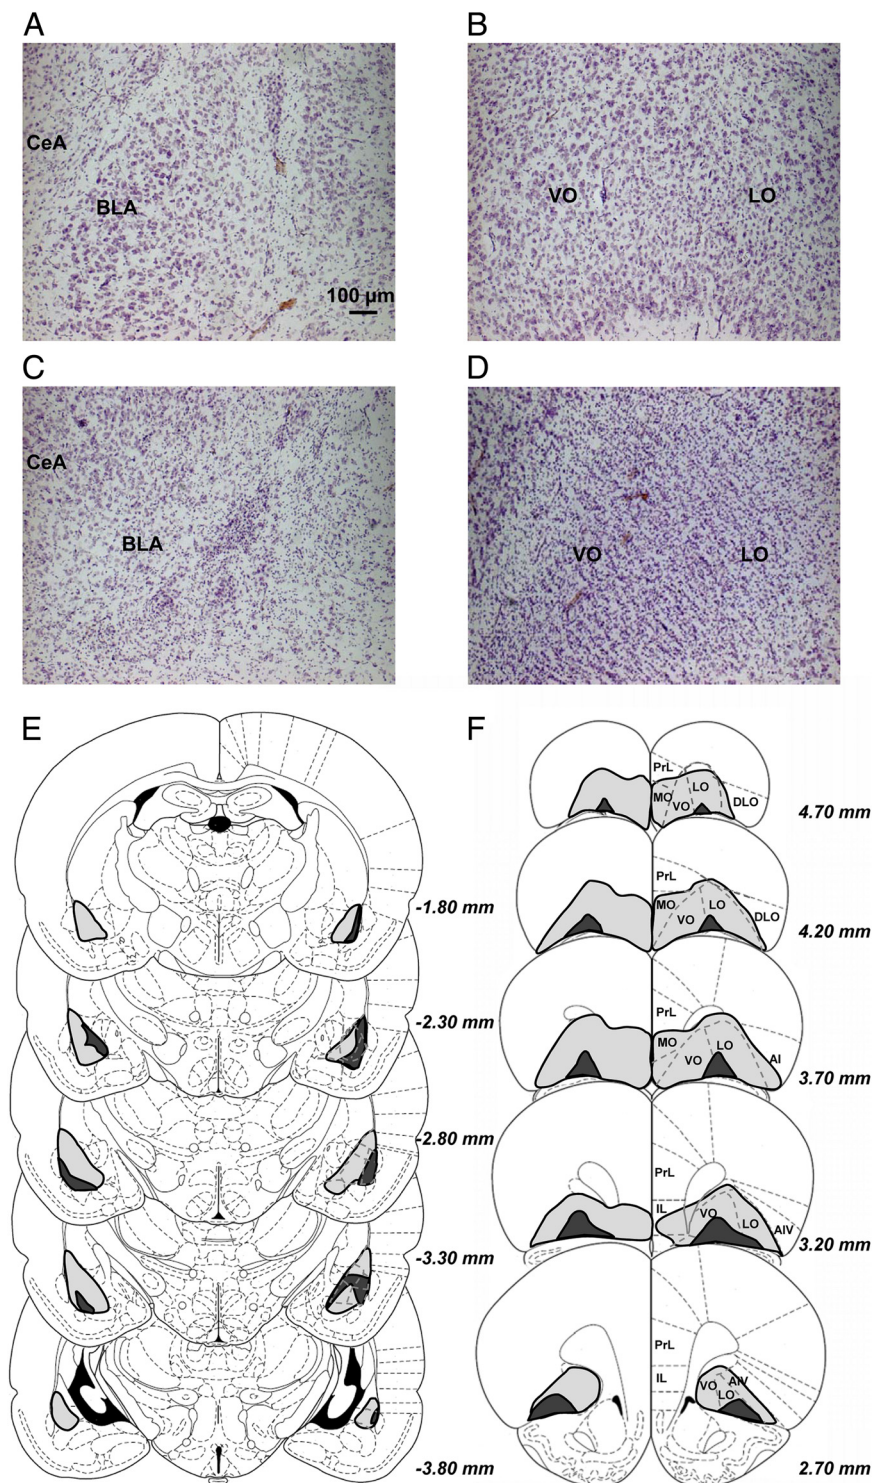 A
CeA
BLA
100 µm
B
VO
LO
C
CeA
BLA
D
VO
LO
E
-1.80 mm
-2.30 mm
-2.80 mm
-3.30 mm
-3.80 mm
F
PrL
MO
VO
LO
DLO
4.70 mm
PrL
MO
VO
LO
DLO
4.20 mm
PrL
MO
VO
LO
AI
3.70 mm
PrL
IL
VO
LO
AIV
3.20 mm
PrL
IL
VO
LO
AIV
2.70 mm